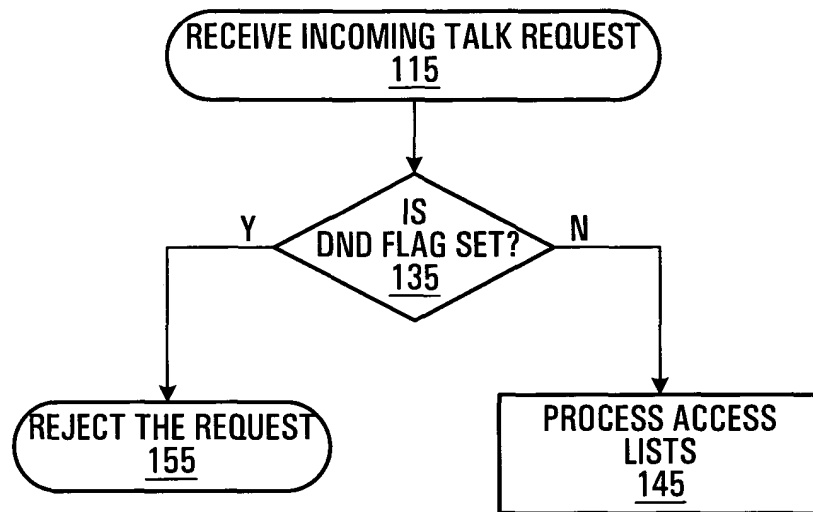 RECEIVE INCOMING TALK REQUEST
115
IS
DND FLAG SET?
135
Y
N
REJECT THE REQUEST
155
PROCESS ACCESS
LISTS
145